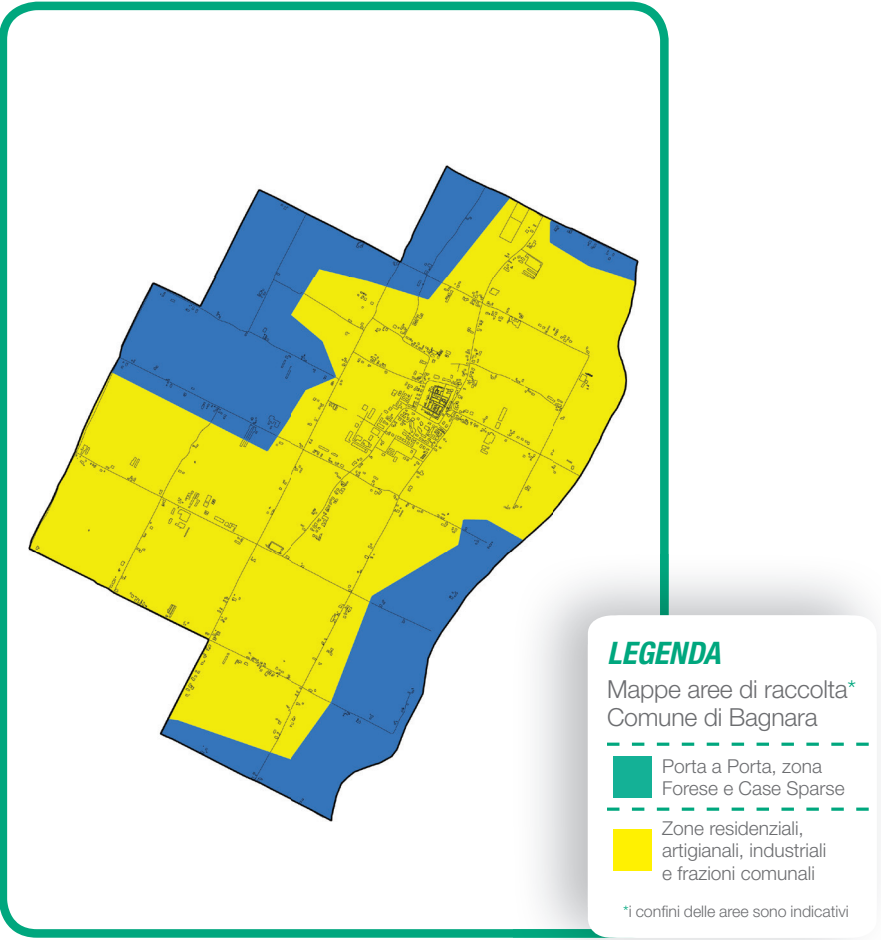 LEGENDA
Mappe aree di raccolta*
Comune di Bagnara
Porta a Porta, zona
Forese e Case Sparse
Zone residenziali,
artigianali, industriali
e frazioni comunali
*i confini delle aree sono indicativi